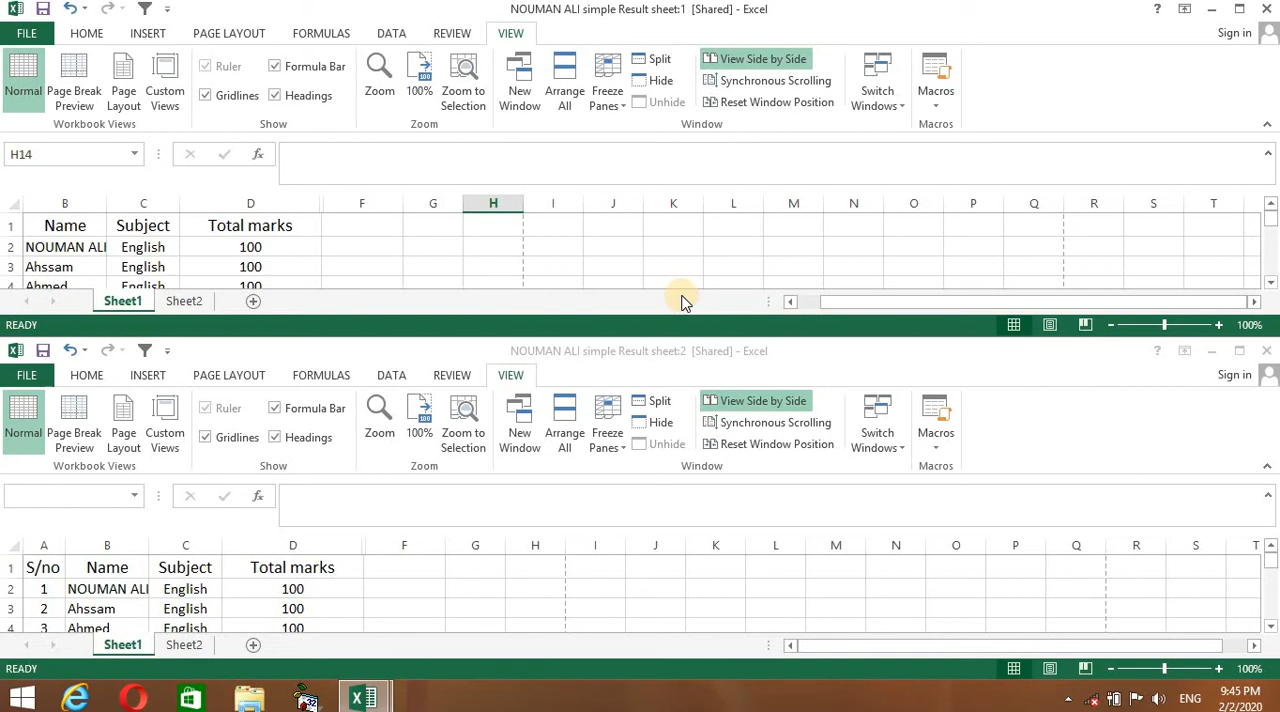 NOUMAN ALI simple Result sheet:1 [Shared] - Excel
FILE HOME INSERT PAGE LAYOUT FORMULAS DATA REVIEW VIEW Sign in
Normal Page Break Preview Page Layout Custom Views
Workbook Views
Ruler Formula Bar
Gridlines Headings
Show
Zoom 100% Zoom to Selection
Zoom
New Window Arrange All Freeze Panes
Split
Hide
Unhide
View Side by Side
Synchronous Scrolling
Reset Window Position
Window
Switch Windows
Macros
Macros
H14
B C D F G H I J K L M N O P Q R S T
1 Name Subject Total marks
2 NOUMAN ALI English 100
3 Ahssam English 100
4 Ahmed English 100
Sheet1 Sheet2
READY 100%
NOUMAN ALI simple Result sheet:2 [Shared] - Excel
FILE HOME INSERT PAGE LAYOUT FORMULAS DATA REVIEW VIEW Sign in
Normal Page Break Preview Page Layout Custom Views
Workbook Views
Ruler Formula Bar
Gridlines Headings
Show
Zoom 100% Zoom to Selection
Zoom
New Window Arrange All Freeze Panes
Split
Hide
Unhide
View Side by Side
Synchronous Scrolling
Reset Window Position
Window
Switch Windows
Macros
Macros
A B C D F G H I J K L M N O P Q R S T
1 S/no Name Subject Total marks
2 1 NOUMAN ALI English 100
3 2 Ahssam English 100
4 3 Ahmed English 100
Sheet1 Sheet2
READY 100%
ENG 9:45 PM
2/2/2020